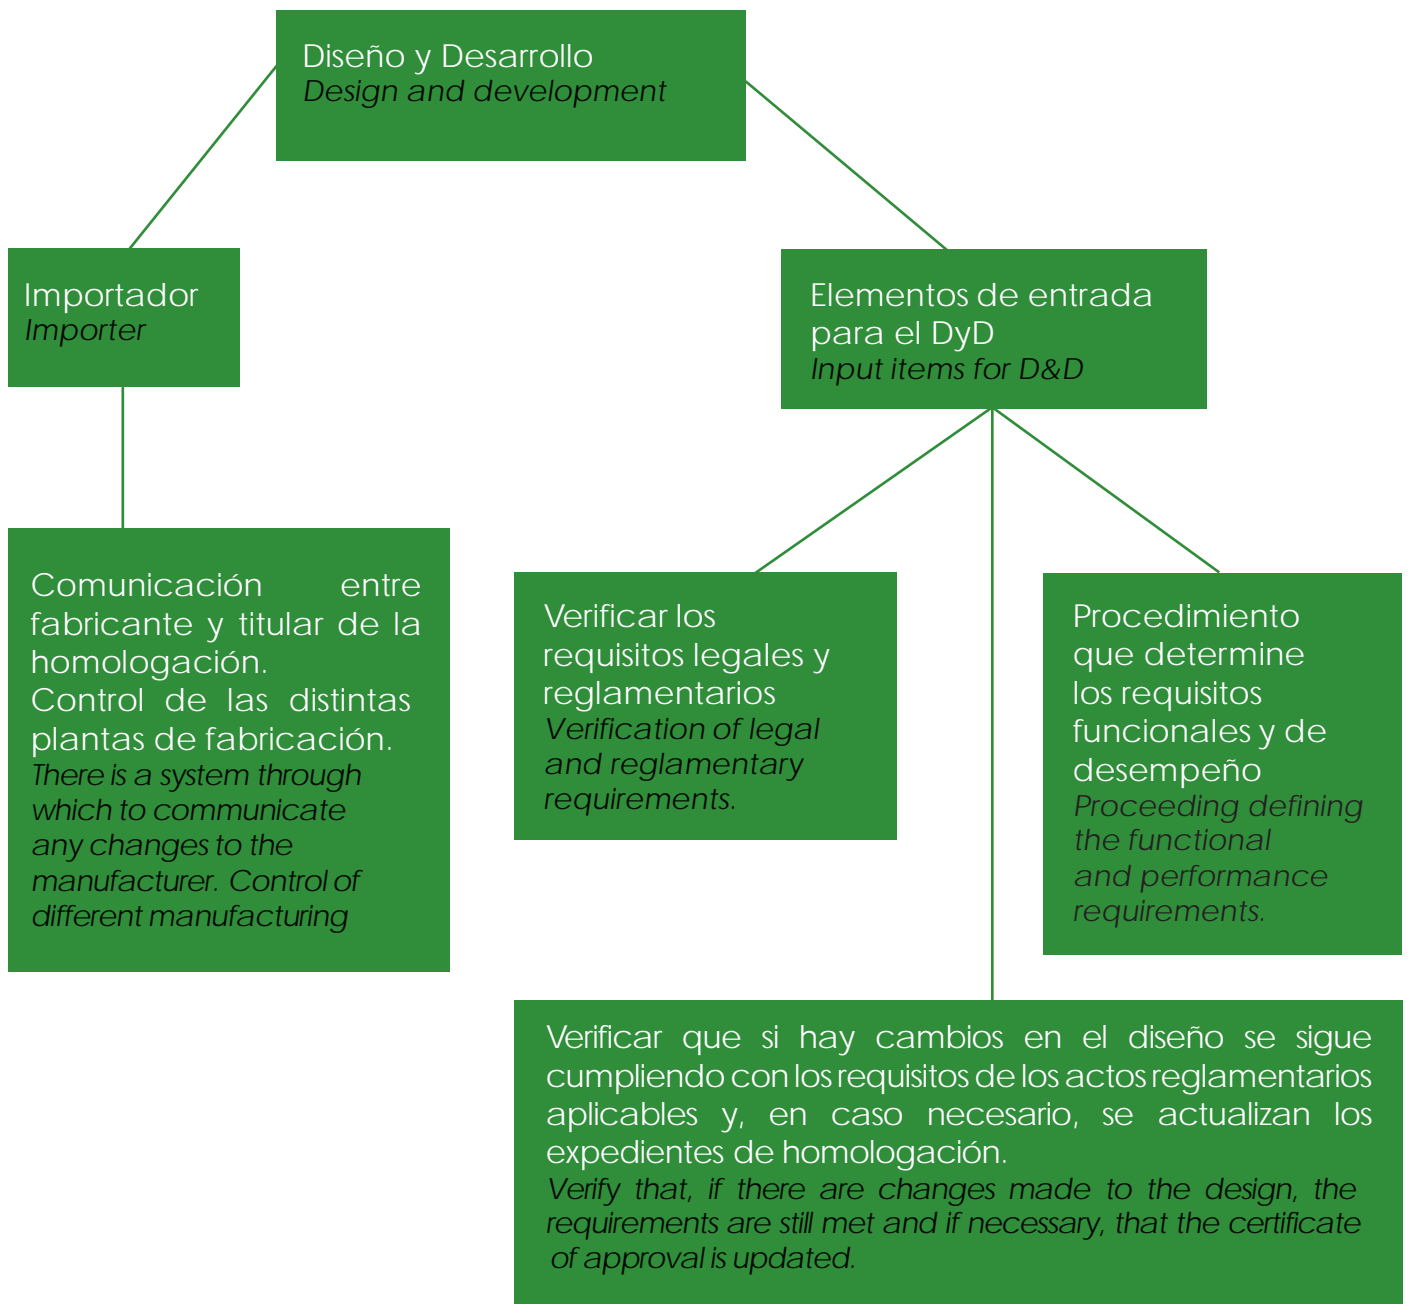 Diseño y Desarrollo
Design and development
Importador
Importer
Elementos de entrada
para el DyD
Input items for D&D
Comunicación entre
fabricante y titular de la
homologación.
Control de las distintas
plantas de fabricación.
There is a system through
which to communicate
any changes to the
manufacturer. Control of
different manufacturing
Verificar los
requisitos legales y
reglamentarios
Verification of legal
and reglamentary
requirements.
Procedimiento
que determine
los requisitos
funcionales y de
desempeño
Proceeding defining
the functional
and performance
requirements.
Verificar que si hay cambios en el diseño se sigue
cumpliendo con los requisitos de los actos reglamentarios
aplicables y, en caso necesario, se actualizan los
expedientes de homologación.
Verify that, if there are changes made to the design, the
requirements are still met and if necessary, that the certificate
of approval is updated.